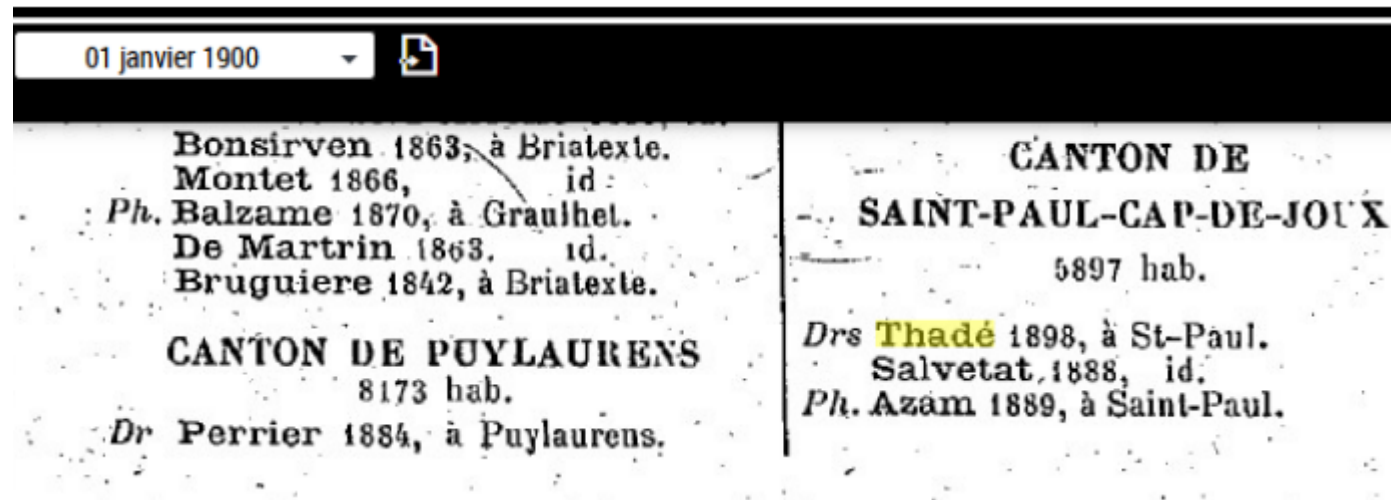 01 janvier 1900
Bonsirven 1863, à Briatexte.
Montet 1866, id.
Ph. Balzame 1870, à Graulhet.
De Martrin 1863. id.
Bruguiere 1842, à Briatexte.
CANTON DE PUYLAURENS
8173 hab.
Dr Perrier 1884, à Puylaurens.
CANTON DE
SAINT-PAUL-CAP-DE-JOUX
5897 hab.
Drs Thadé 1898, à St-Paul.
Salvetat, 1888, id.
Ph. Azam 1889, à Saint-Paul.